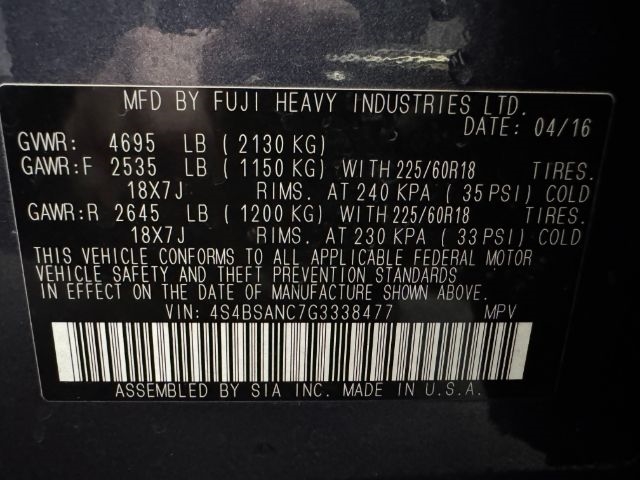 MFD BY FUJI HEAVY INDUSTRIES LTD.
DATE: 04/16
GVWR: 4695 LB ( 2130 KG)
GAWR:F 2535 LB ( 1150 KG) WITH 225/60R18 TIRES.
18X7J RIMS. AT 240 KPA ( 35 PSI) COLD
GAWR:R 2645 LB ( 1200 KG) WITH 225/60R18 TIRES.
18X7J RIMS. AT 230 KPA ( 33 PSI) COLD
THIS VEHICLE CONFORMS TO ALL APPLICABLE FEDERAL MOTOR
VEHICLE SAFETY AND THEFT PREVENTION STANDARDS
IN EFFECT ON THE DATE OF MANUFACTURE SHOWN ABOVE.
VIN: 4S4BSANC7G3338477 MPV
ASSEMBLED BY SIA INC. MADE IN U.S.A.